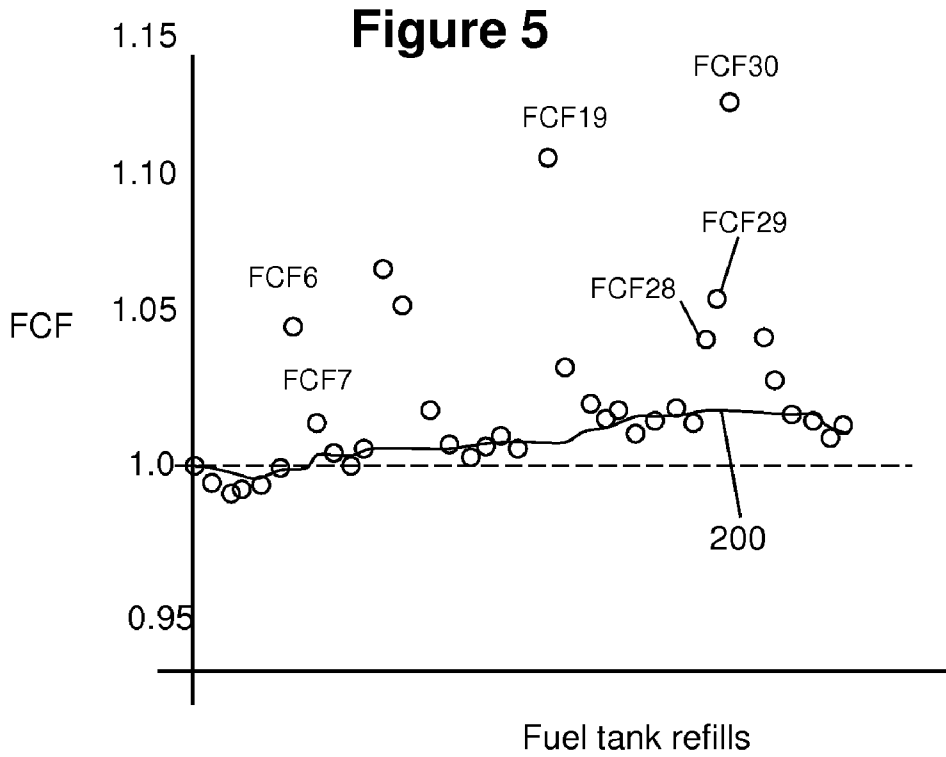 Figure 5
1.15
FCF30
FCF19
1.10
FCF29
FCF6
FCF28
1.05
FCF
FCF7
1.0
200
0.95
Fuel tank refills